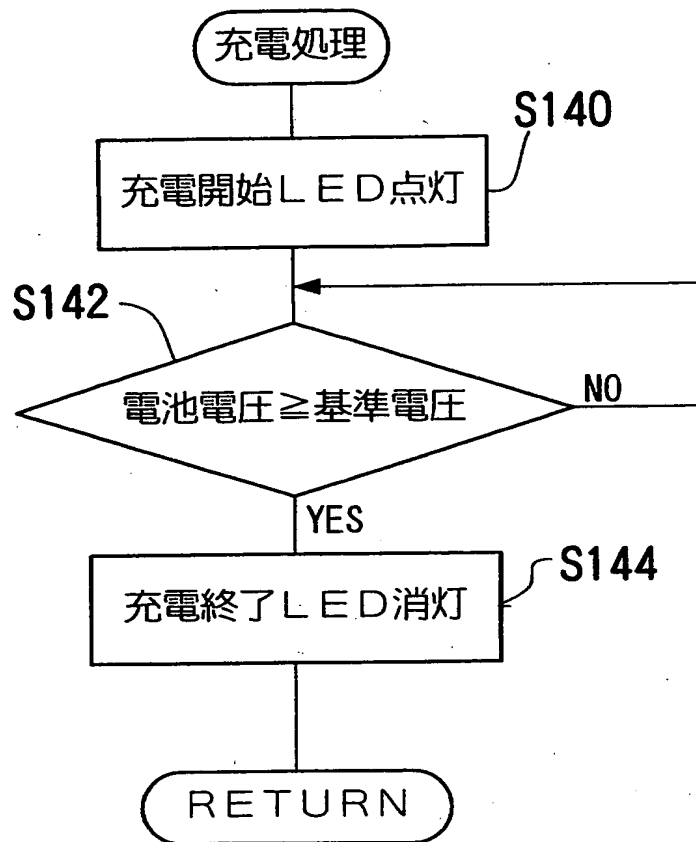 充電処理
S140
充電開始LED点灯
S142
電池電圧≧基準電圧
NO
YES
S144
充電終了LED消灯
RETURN